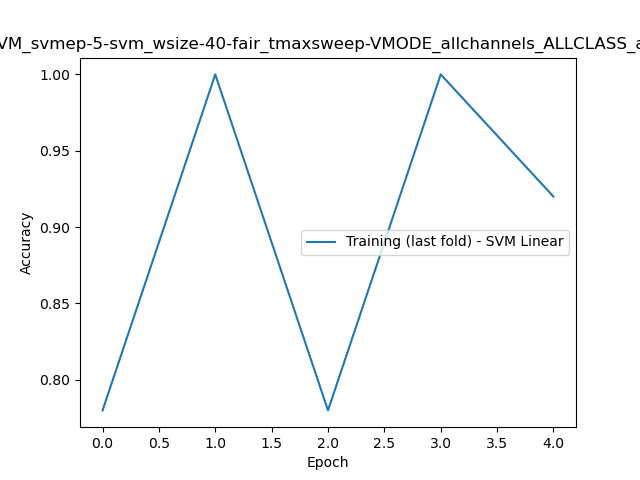 VM_svmep-5-svm_wsize-40-fair_tmaxsweep-VMODE_allchannels_ALLCLASS_a
1.00
0.95
0.90
0.85
0.80
Accuracy
Training (last fold) - SVM Linear
0.0 0.5 1.0 1.5 2.0 2.5 3.0 3.5 4.0
Epoch